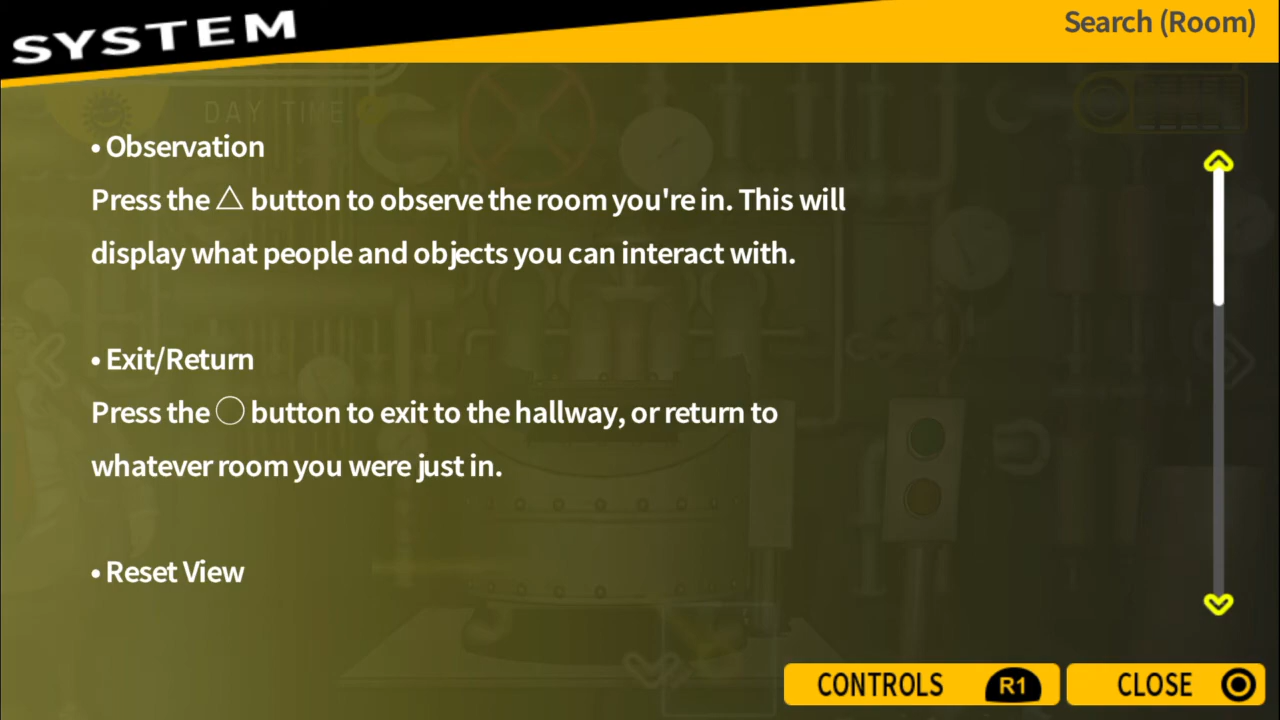 SYSTEM
Search (Room)
DAY TIME
• Observation
Press the △ button to observe the room you're in. This will
display what people and objects you can interact with.
• Exit/Return
Press the ○ button to exit to the hallway, or return to
whatever room you were just in.
• Reset View
CONTROLS R1
CLOSE